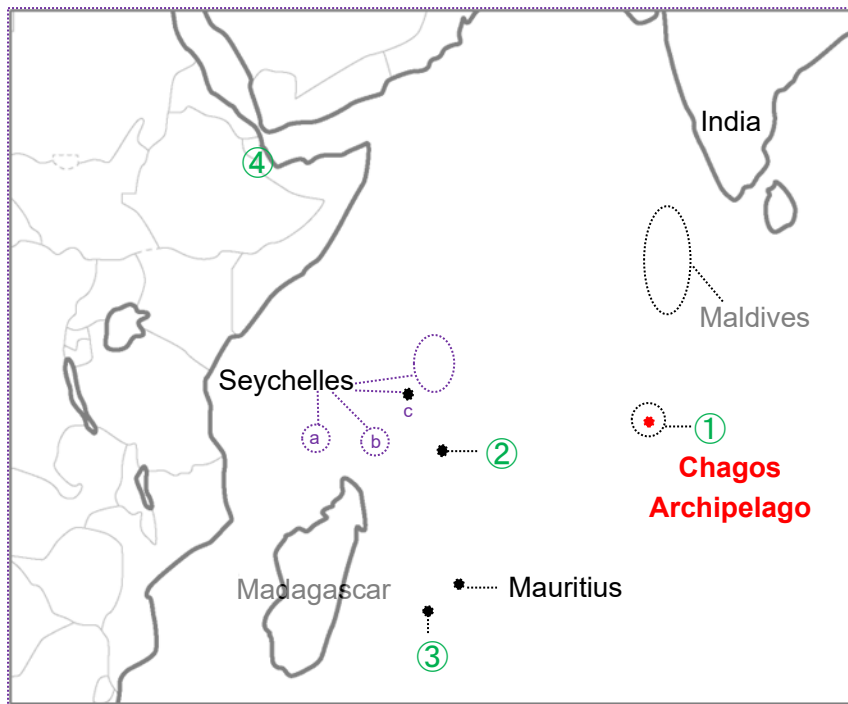 India
④
Maldives
Seychelles
c
a
b
①
②
Chagos
Archipelago
Madagascar
Mauritius
③